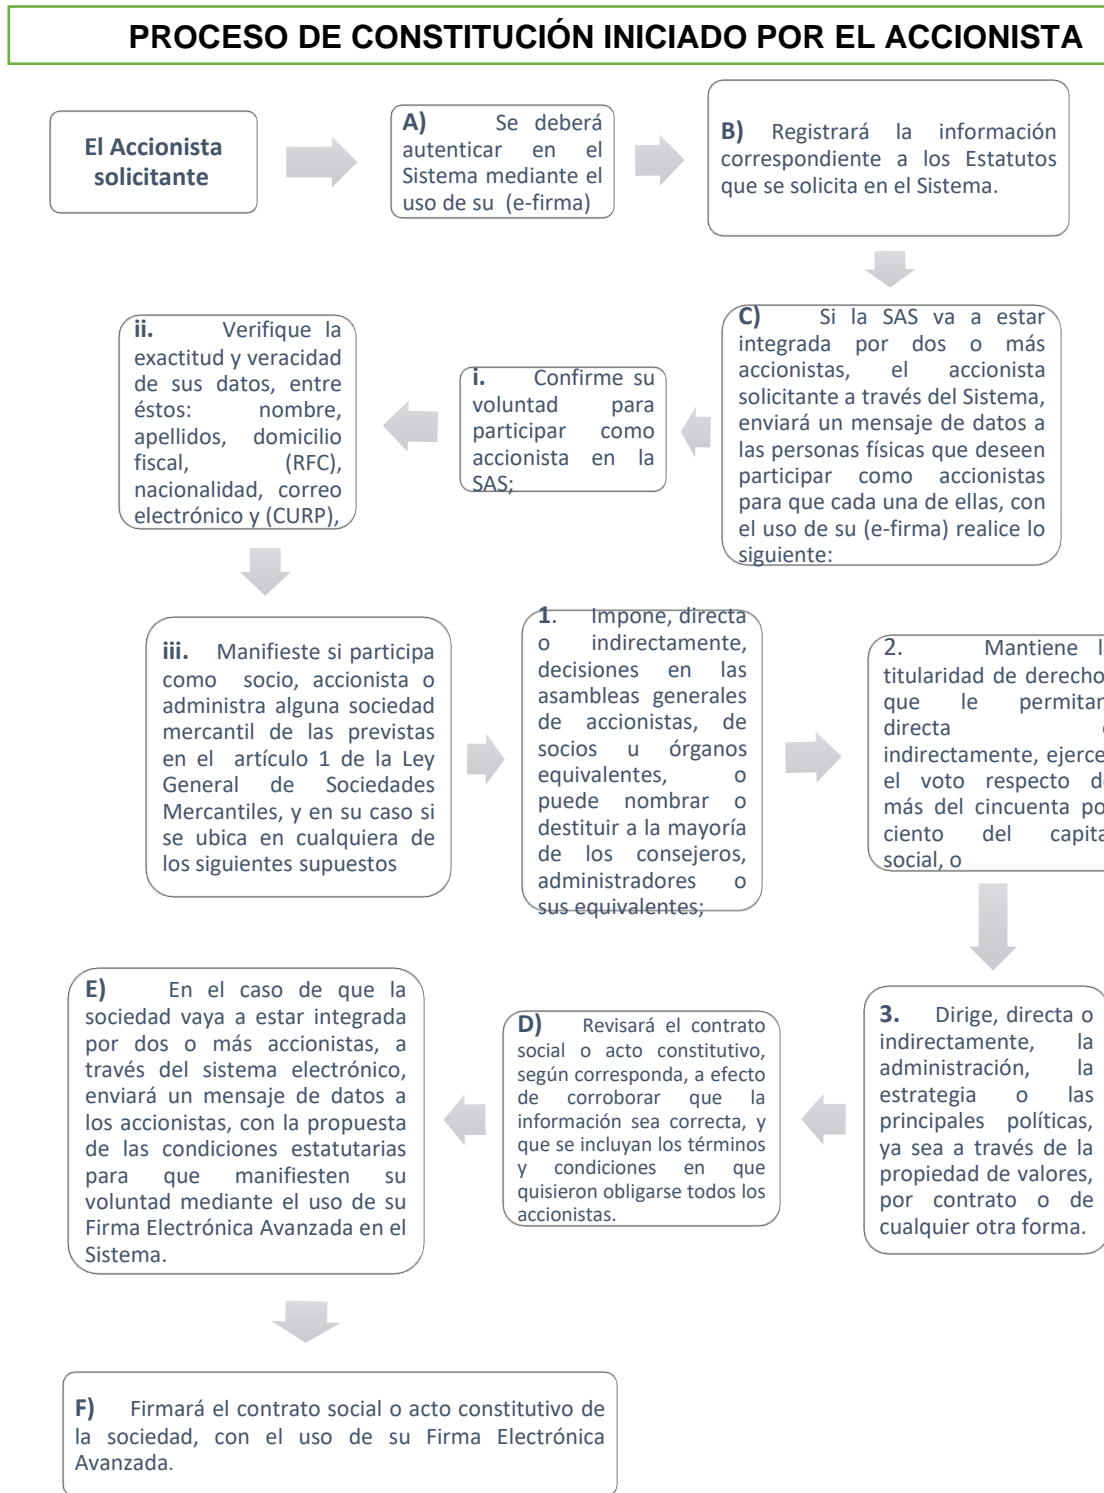 PROCESO DE CONSTITUCIÓN INICIADO POR EL ACCIONISTA
El Accionista
solicitante
A) Se deberá
autenticar en el
Sistema mediante el
uso de su (e-firma)
B) Registrará la información
correspondiente a los Estatutos
que se solicita en el Sistema.
C) Si la SAS va a estar
integrada por dos o más
accionistas, el accionista
solicitante a través del Sistema,
enviará un mensaje de datos a
las personas físicas que deseen
participar como accionistas
para que cada una de ellas, con
el uso de su (e-firma) realice lo
siguiente:
i. Confirme su
voluntad para
participar como
accionista en la
SAS;
ii. Verifique la
exactitud y veracidad
de sus datos, entre
éstos: nombre,
apellidos, domicilio
fiscal, (RFC),
nacionalidad, correo
electrónico y (CURP),
iii. Manifieste si participa
como socio, accionista o
administra alguna sociedad
mercantil de las previstas
en el artículo 1 de la Ley
General de Sociedades
Mercantiles, y en su caso si
se ubica en cualquiera de
los siguientes supuestos
1. Impone, directa
o indirectamente,
decisiones en las
asambleas generales
de accionistas, de
socios u órganos
equivalentes, o
puede nombrar o
destituir a la mayoría
de los consejeros,
administradores o
sus equivalentes;
2. Mantiene
titularidad de
que le
directa
indirectamente,
el voto respecto
más del cincuenta
ciento del
social, o
3. Dirige, directa o
indirectamente, la
administración, la
estrategia o las
principales políticas,
ya sea a través de la
propiedad de valores,
por contrato o de
cualquier otra forma.
D) Revisará el contrato
social o acto constitutivo,
según corresponda, a efecto
de corroborar que la
información sea correcta, y
que se incluyan los términos
y condiciones en que
quisieron obligarse todos los
accionistas.
E) En el caso de que la
sociedad vaya a estar integrada
por dos o más accionistas, a
través del sistema electrónico,
enviará un mensaje de datos a
los accionistas, con la propuesta
de las condiciones estatutarias
para que manifiesten su
voluntad mediante el uso de su
Firma Electrónica Avanzada en el
Sistema.
F) Firmará el contrato social o acto constitutivo de
la sociedad, con el uso de su Firma Electrónica
Avanzada.